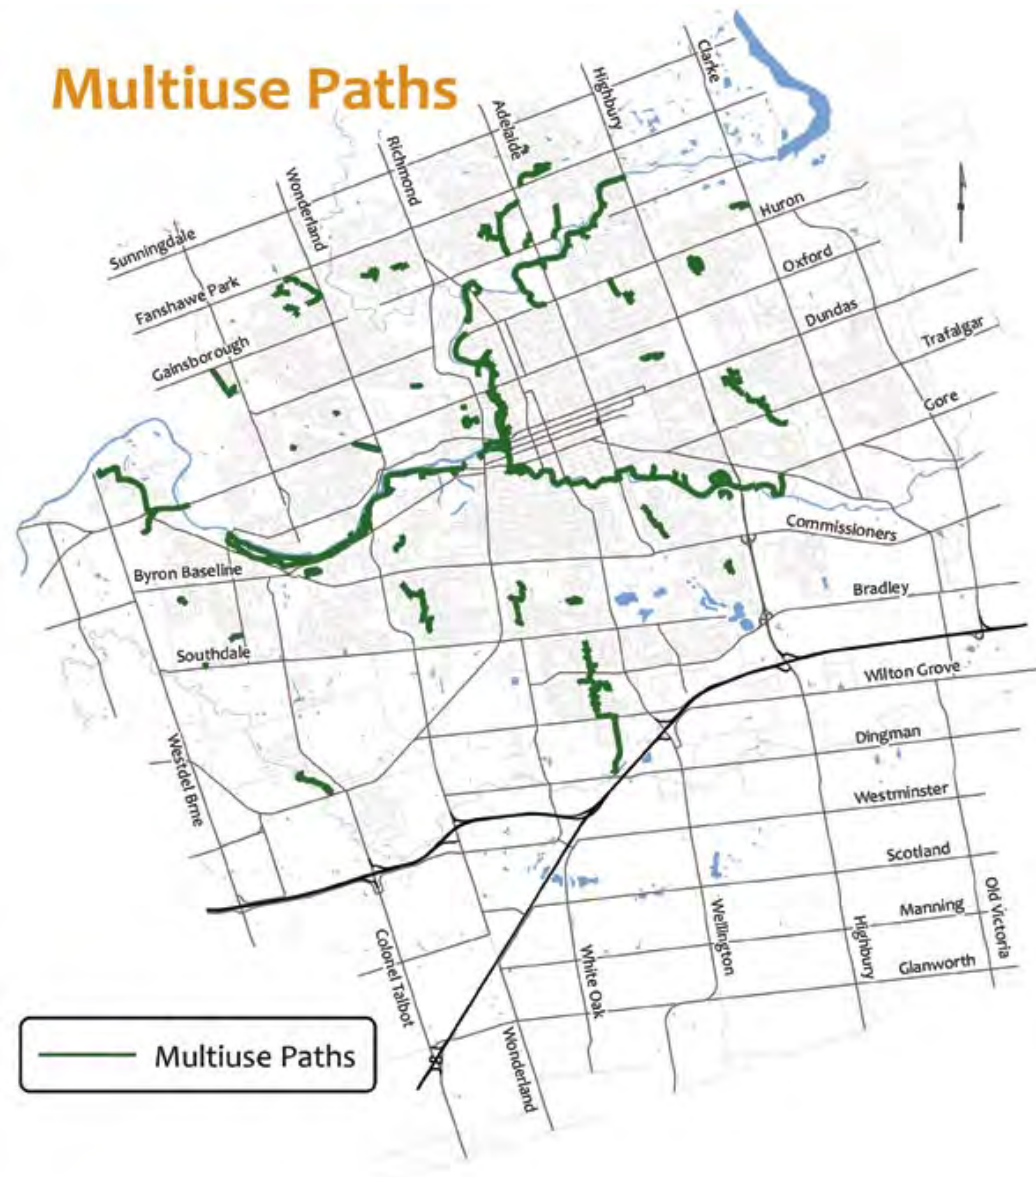 Multiuse Paths
Clarke
Highbury
Adelaide
Richmond
Wonderland
Sunningdale
Huron
Fanshawe Park
Oxford
Dundas
Gainsborough
Trafalgar
Gore
Commissioners
Byron Baseline
Bradley
Southdale
Wilton Grove
Dingman
Westdel Brne
Westminster
Scotland
Old Victoria
Manning
Wellington
Highbury
Colonel Talbot
White Oak
Glanworth
Wonderland
Multiuse Paths